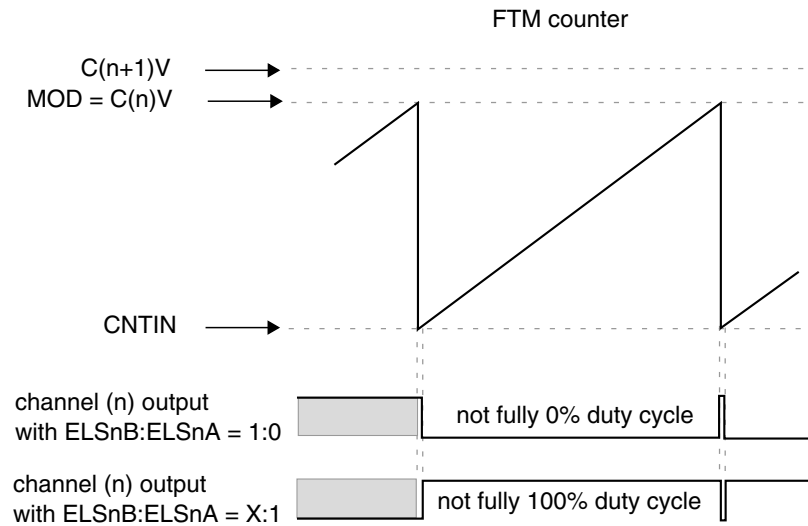 FTM counter
C(n+1)V
MOD = C(n)V
CNTIN
channel (n) output
with ELSnB:ELSnA = 1:0
not fully 0% duty cycle
channel (n) output
with ELSnB:ELSnA = X:1
not fully 100% duty cycle